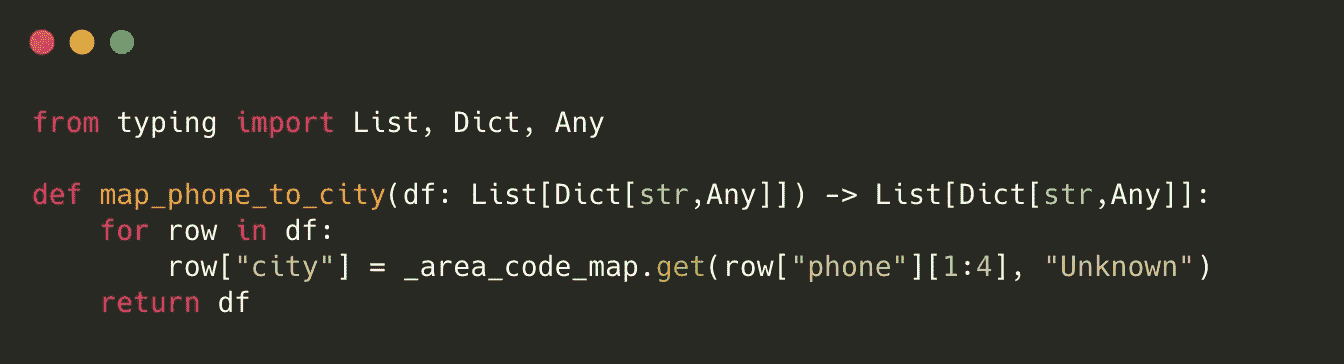 from typing import List, Dict, Any
def map_phone_to_city(df: List[Dict[str,Any]]) -> List[Dict[str,Any]]:
    for row in df:
        row["city"] = _area_code_map.get(row["phone"][1:4], "Unknown")
    return df